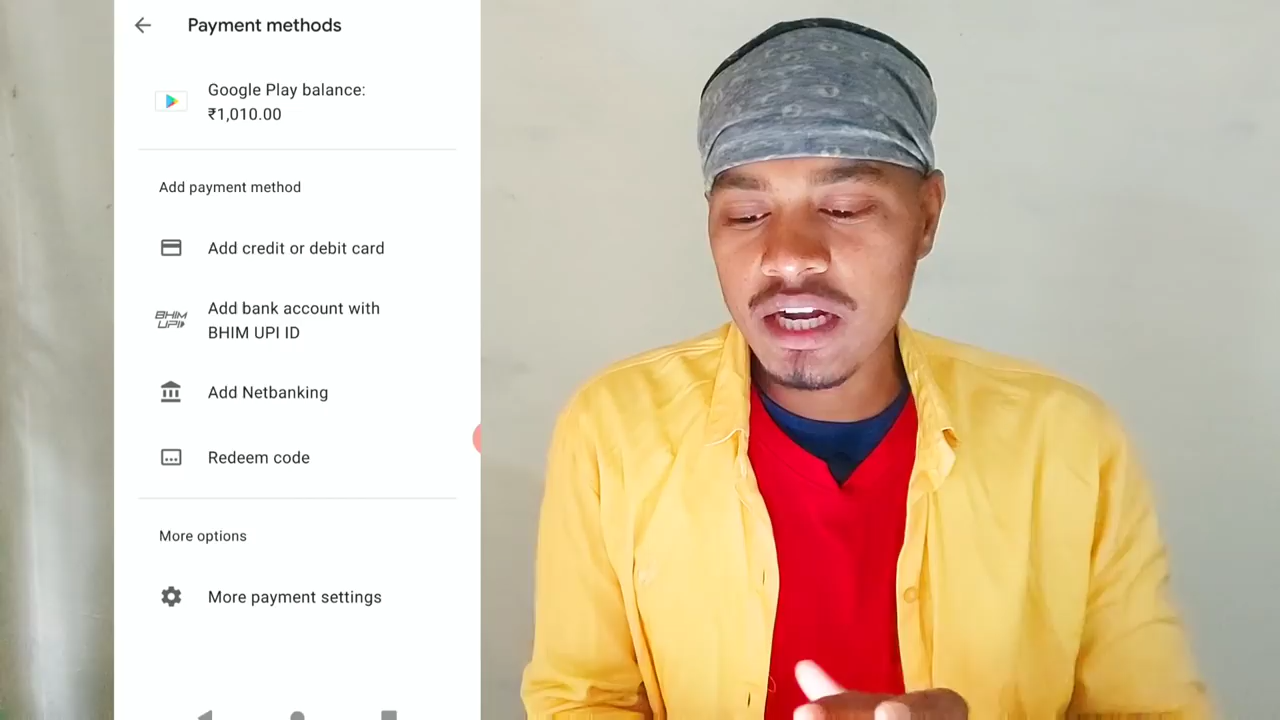 Payment methods
Google Play balance:
₹1,010.00
Add payment method
Add credit or debit card
BHIM
UPI
Add bank account with
BHIM UPI ID
Add Netbanking
Redeem code
More options
More payment settings